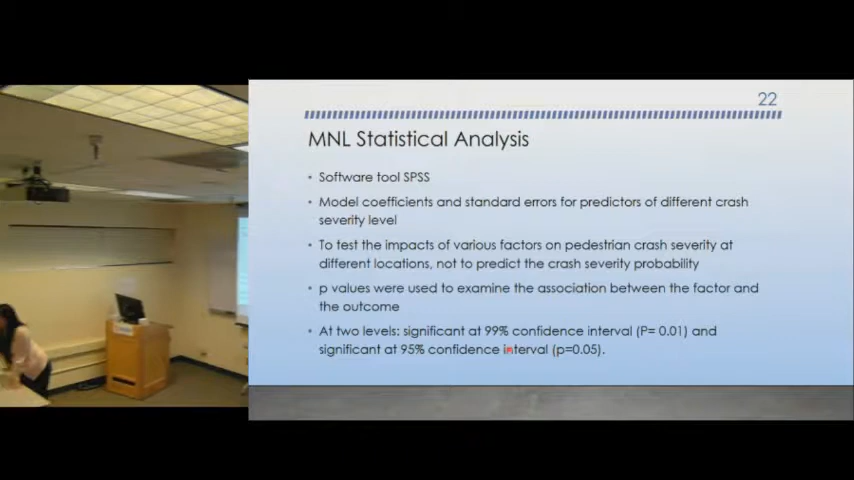 22
MNL Statistical Analysis
• Software tool SPSS
• Model coefficients and standard errors for predictors of different crash
severity level
• To test the impacts of various factors on pedestrian crash severity at
different locations, not to predict the crash severity probability
• p values were used to examine the association between the factor and
the outcome
• At two levels: significant at 99% confidence interval (P= 0.01) and
significant at 95% confidence interval (p=0.05).